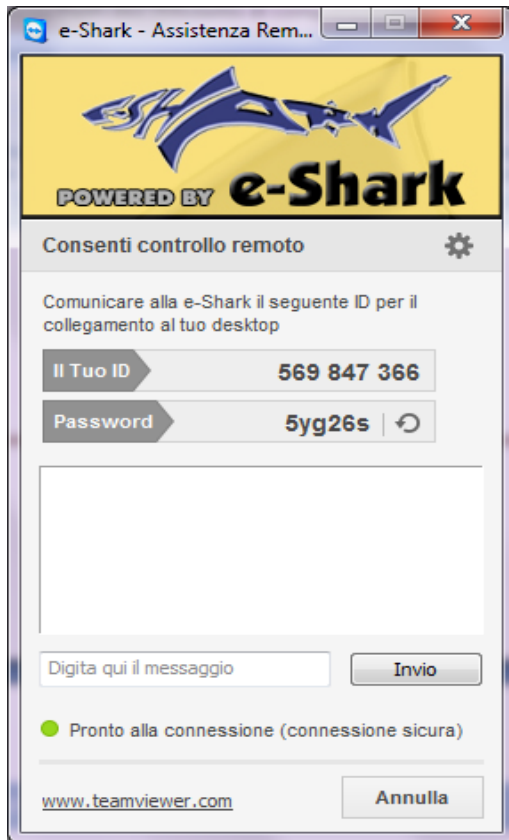 e-Shark - Assistenza Rem...
eSHARK
POWERED BY e-Shark
Consenti controllo remoto
Comunicare alla e-Shark il seguente ID per il
collegamento al tuo desktop
Il Tuo ID 569 847 366
Password 5yg26s
Digita qui il messaggio Invio
Pronto alla connessione (connessione sicura)
www.teamviewer.com Annulla